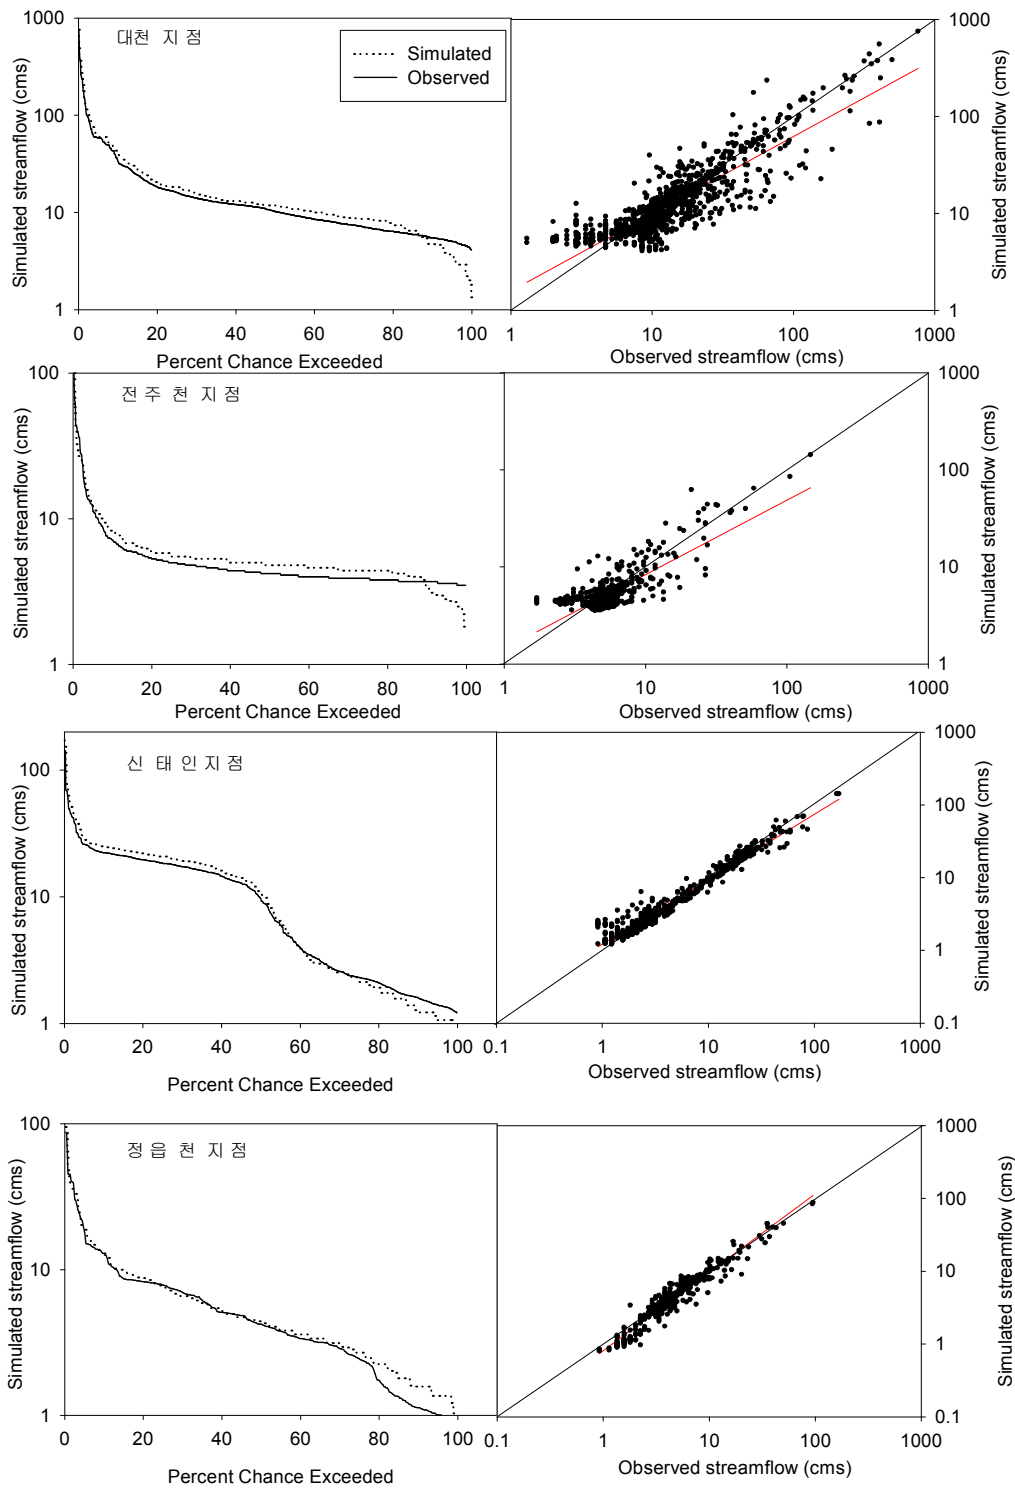 대천 지점
Simulated
Observed
Simulated streamflow (cms)
1000
100
10
1
0 20 40 60 80 100
Percent Chance Exceeded
1000
100
10
1
Simulated streamflow (cms)
1 10 100 1000
Observed streamflow (cms)
전 주 천 지점
Simulated streamflow (cms)
100
10
1
0 20 40 60 80 100
Percent Chance Exceeded
1000
100
10
1
Simulated streamflow (cms)
1 10 100 1000
Observed streamflow (cms)
신 태 인 지 점
Simulated streamflow (cms)
100
10
1
0 20 40 60 80 100
Percent Chance Exceeded
1000
100
10
1
0.1
Simulated streamflow (cms)
0.1 1 10 100 1000
Observed streamflow (cms)
정 읍 천 지 점
Simulated streamflow (cms)
100
10
1
0 20 40 60 80 100
Percent Chance Exceeded
1000
100
10
1
0.1
Simulated streamflow (cms)
0.1 1 10 100 1000
Observed streamflow (cms)